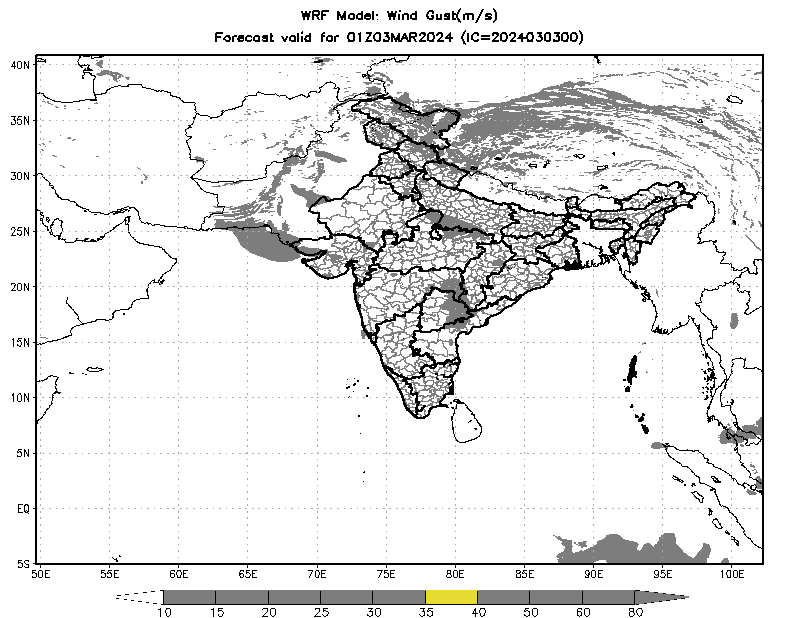 WRF Model: Wind Gust(m/s)
Forecast valid for 01Z03MAR2024 (IC=2024030300)
40N
35N
30N
25N
20N
15N
10N
5N
EQ
5S
50E 55E 60E 65E 70E 75E 80E 85E 90E 95E 100E
10 15 20 25 30 35 40 50 60 80